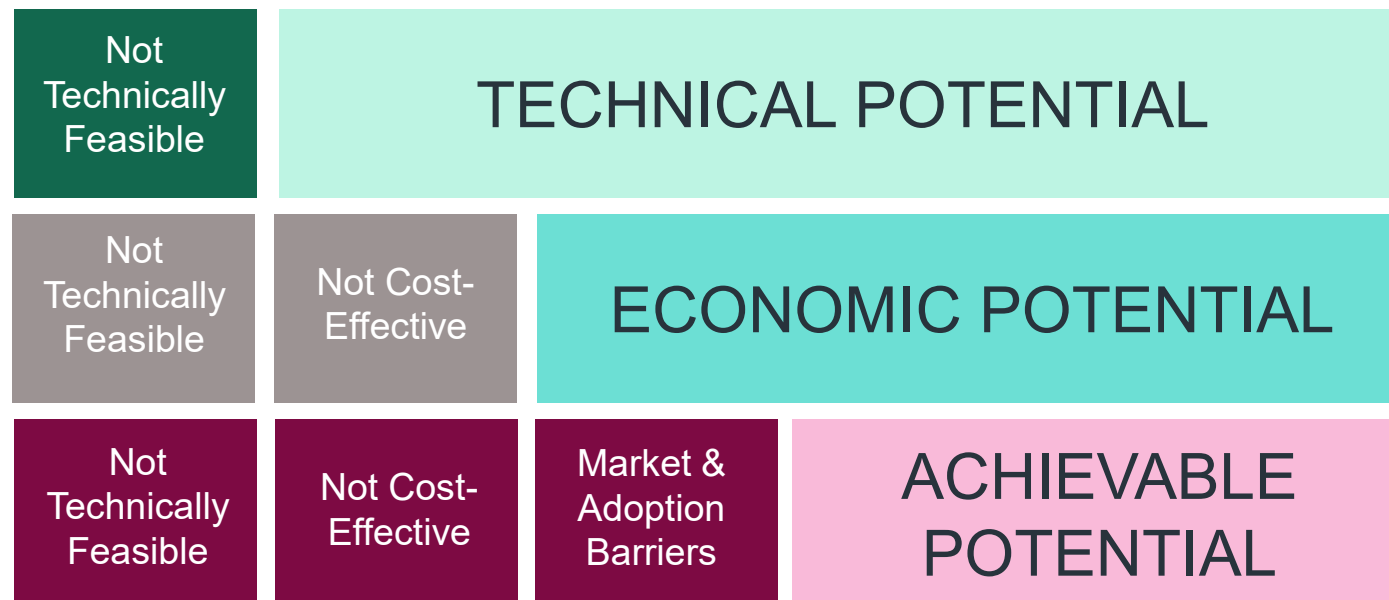 Not
Technically
Feasible
TECHNICAL POTENTIAL
Not
Technically
Feasible
Not Cost-
Effective
ECONOMIC POTENTIAL
Not
Technically
Feasible
Not Cost-
Effective
Market &
Adoption
Barriers
ACHIEVABLE
POTENTIAL